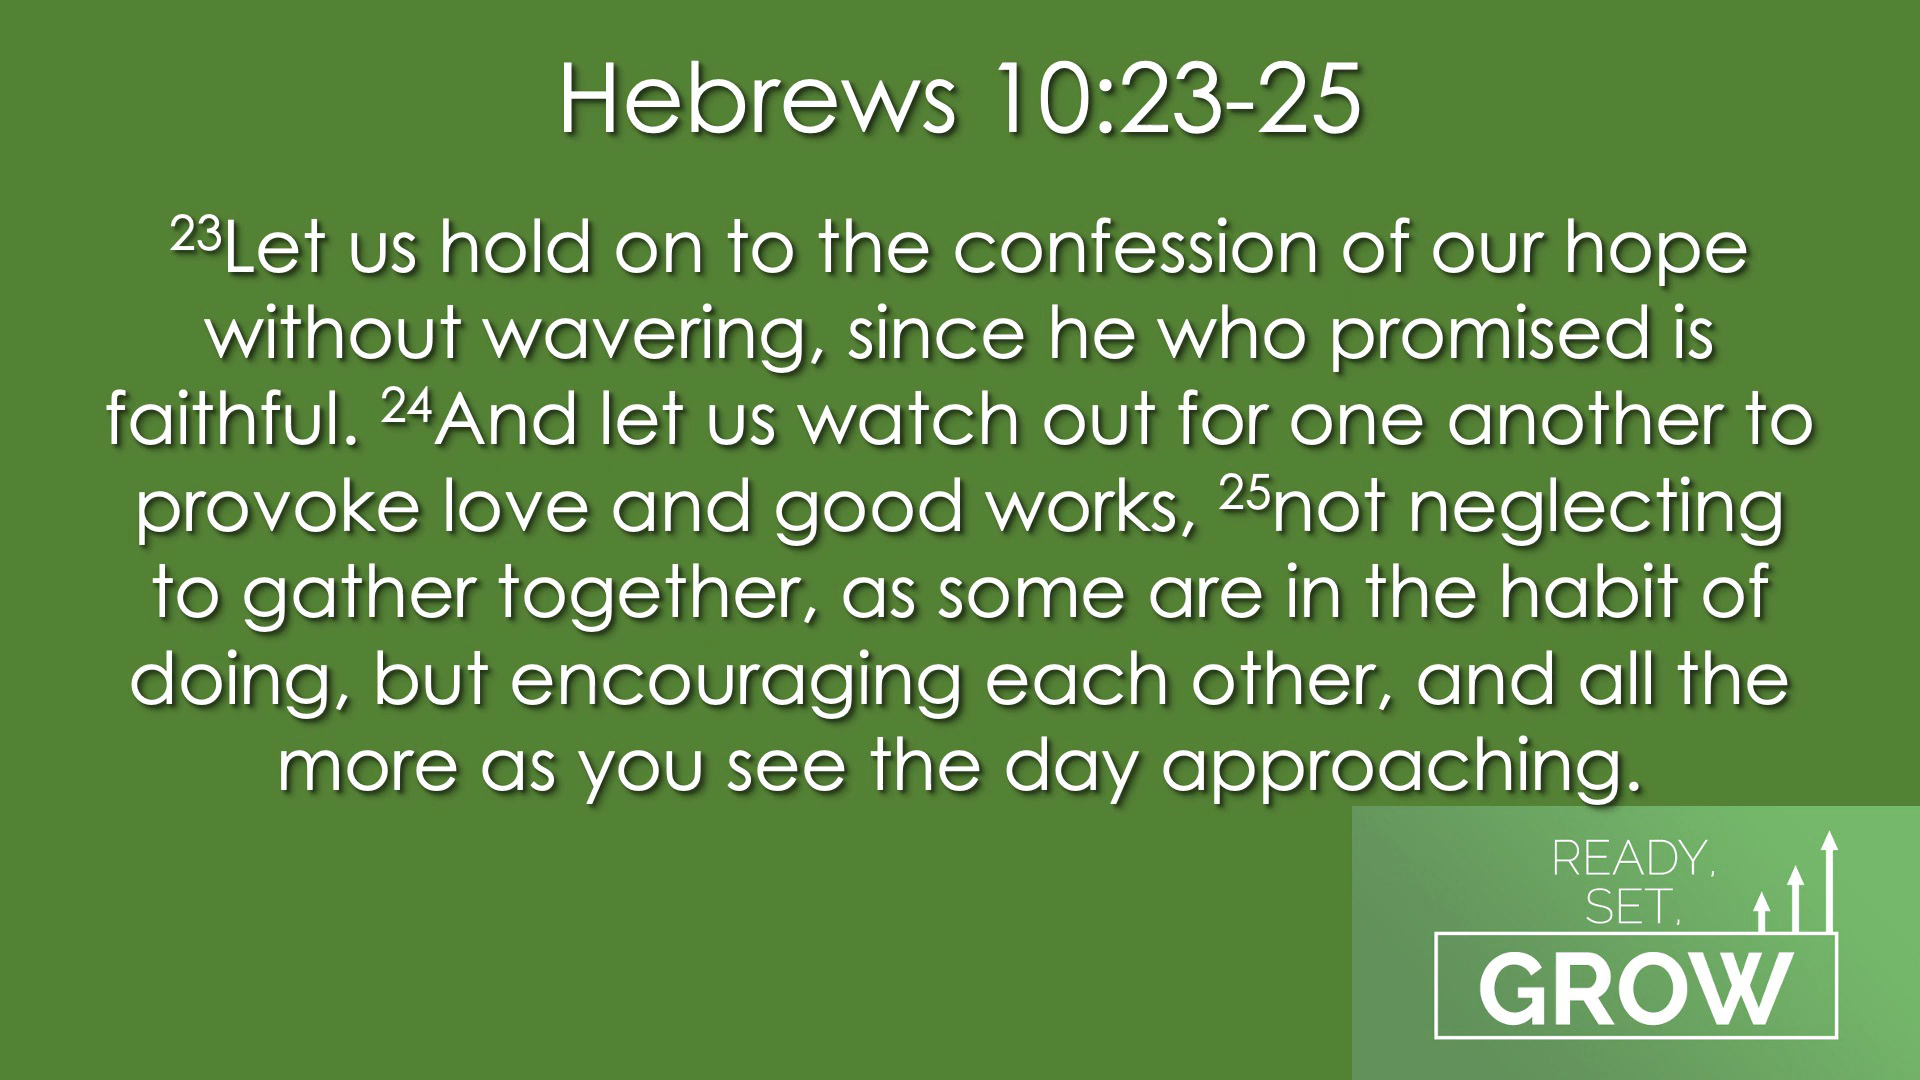 Hebrews 10:23-25
²³Let us hold on to the confession of our hope
without wavering, since he who promised is
faithful. ²⁴And let us watch out for one another to
provoke love and good works, ²⁵not neglecting
to gather together, as some are in the habit of
doing, but encouraging each other, and all the
more as you see the day approaching.
READY,
SET,
GROW